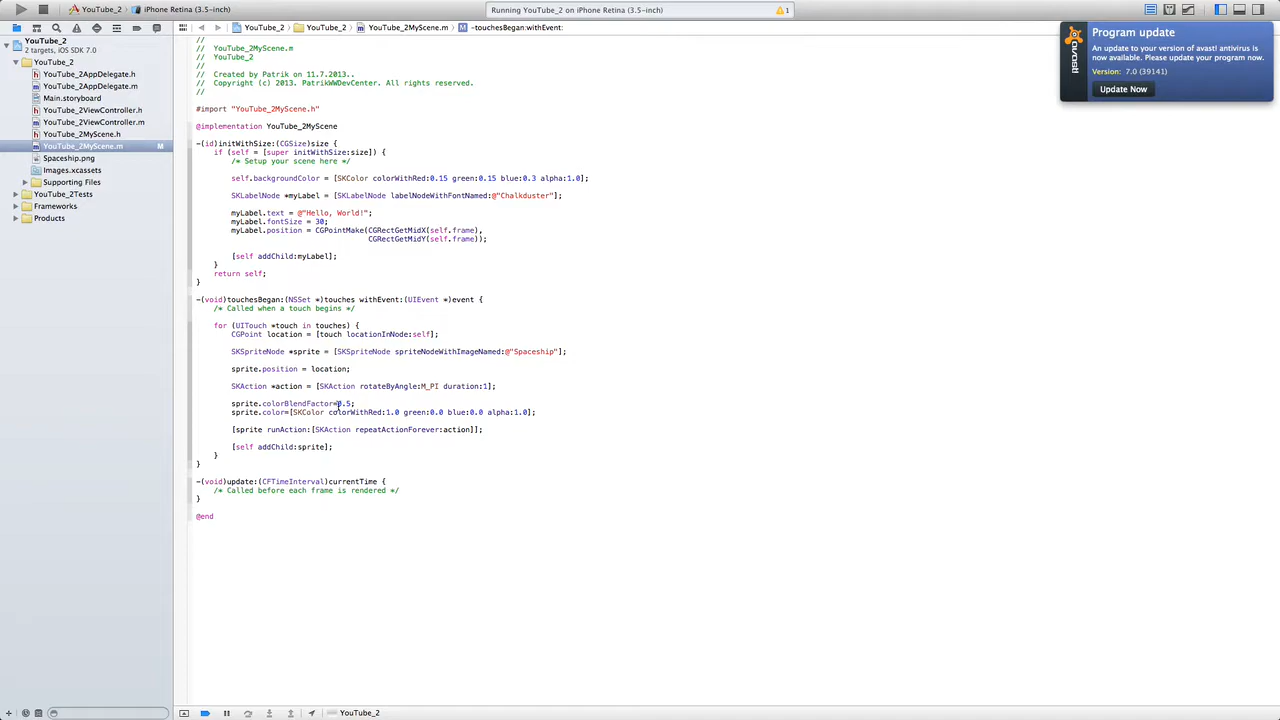 YouTube_2
iPhone Retina (3.5-inch)
Running YouTube_2 on iPhone Retina (3.5-inch)
1
YouTube_2
YouTube_2
YouTube_2MyScene.m
M
-touchesBegan:withEvent:
YouTube_2
2 targets, iOS SDK 7.0
YouTube_2
YouTube_2AppDelegate.h
YouTube_2AppDelegate.m
Main.storyboard
YouTube_2ViewController.h
YouTube_2ViewController.m
YouTube_2MyScene.h
YouTube_2MyScene.m
M
Spaceship.png
Images.xcassets
Supporting Files
YouTube_2Tests
Frameworks
Products
//
//  YouTube_2MyScene.m
//  YouTube_2
//
//  Created by Patrik on 11.7.2013..
//  Copyright (c) 2013. PatrikWWDevCenter. All rights reserved.
//
#import "YouTube_2MyScene.h"
@implementation YouTube_2MyScene
-(id)initWithSize:(CGSize)size {
if (self = [super initWithSize:size]) {
/* Setup your scene here */
self.backgroundColor = [SKColor colorWithRed:0.15 green:0.15 blue:0.3 alpha:1.0];
SKLabelNode *myLabel = [SKLabelNode labelNodeWithFontNamed:@"Chalkduster"];
myLabel.text = @"Hello, World!";
myLabel.fontSize = 30;
myLabel.position = CGPointMake(CGRectGetMidX(self.frame),
CGRectGetMidY(self.frame));
[self addChild:myLabel];
}
return self;
}
-(void)touchesBegan:(NSSet *)touches withEvent:(UIEvent *)event {
/* Called when a touch begins */
for (UITouch *touch in touches) {
CGPoint location = [touch locationInNode:self];
SKSpriteNode *sprite = [SKSpriteNode spriteNodeWithImageNamed:@"Spaceship"];
sprite.position = location;
SKAction *action = [SKAction rotateByAngle:M_PI duration:1];
sprite.colorBlendFactor=0.5;
sprite.color=[SKColor colorWithRed:1.0 green:0.0 blue:0.0 alpha:1.0];
[sprite runAction:[SKAction repeatActionForever:action]];
[self addChild:sprite];
}
}
-(void)update:(CFTimeInterval)currentTime {
/* Called before each frame is rendered */
}
@end
avast!
Program update
An update to your version of avast! antivirus is
now available. Please update your program now.
Version: 7.0 (39141)
Update Now
YouTube_2